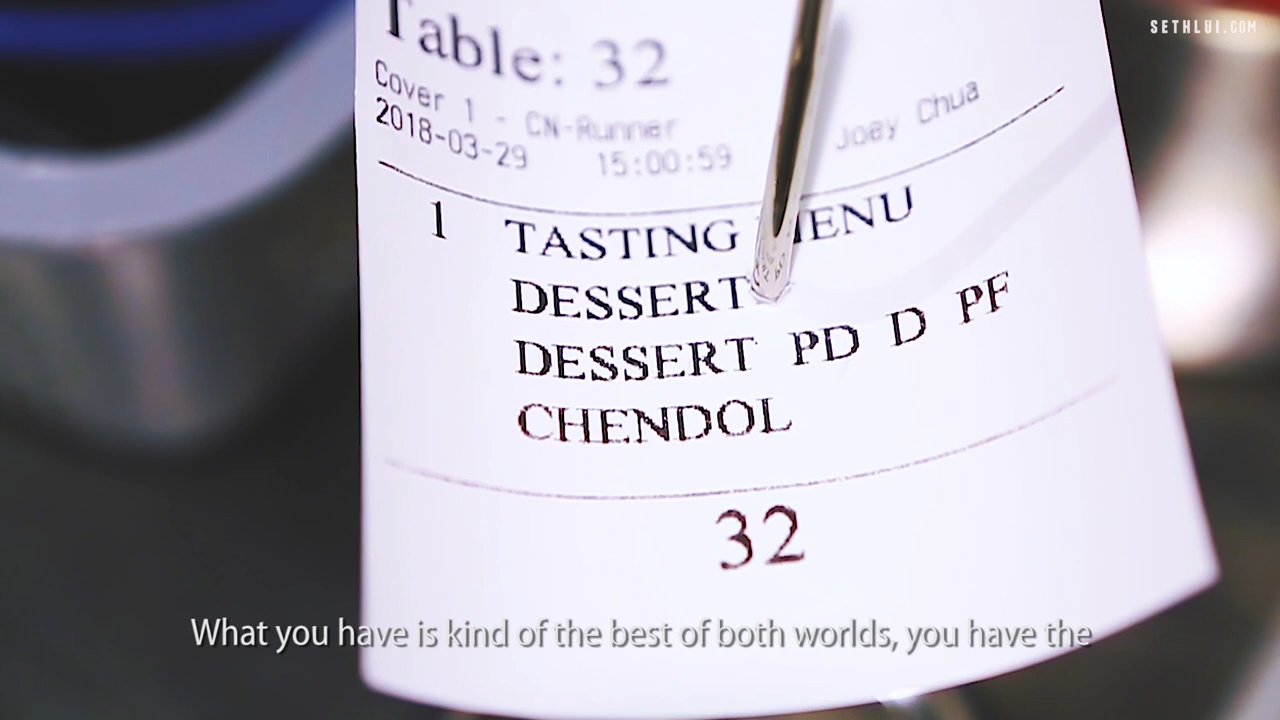 SETHLUI.COM
Table: 32
Cover 1 - CN-Runner Joey Chua
2018-03-29 15:00:59
1 TASTING MENU
DESSERT
DESSERT PD D PF
CHENDOL
32
What you have is kind of the best of both worlds, you have the